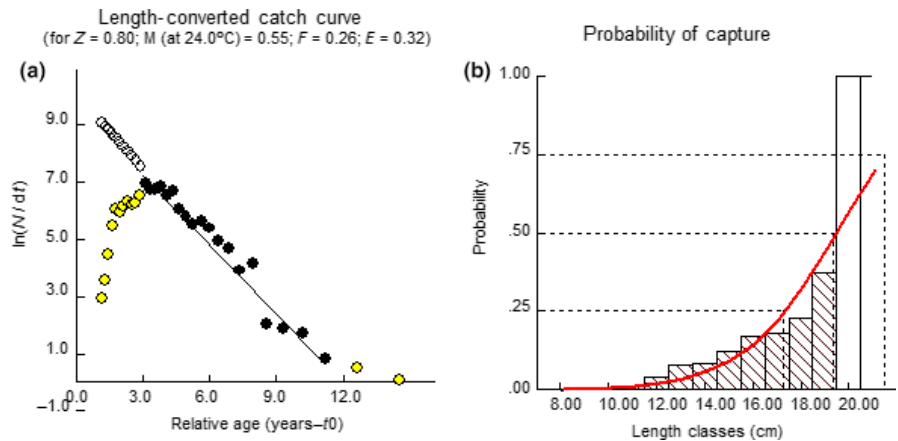 Length-converted catch curve
(for Z = 0.80; M (at 24.0ºC) = 0.55; F = 0.26; E = 0.32)
(a)
ln(N / dt)
9.0
7.0
5.0
3.0
1.0
–1.0
0.0 3.0 6.0 9.0 12.0
Relative age (years–t0)
Probability of capture
(b)
Probability
1.00
.75
.50
.25
.00
8.00 10.00 12.00 14.00 16.00 18.00 20.00
Length classes (cm)